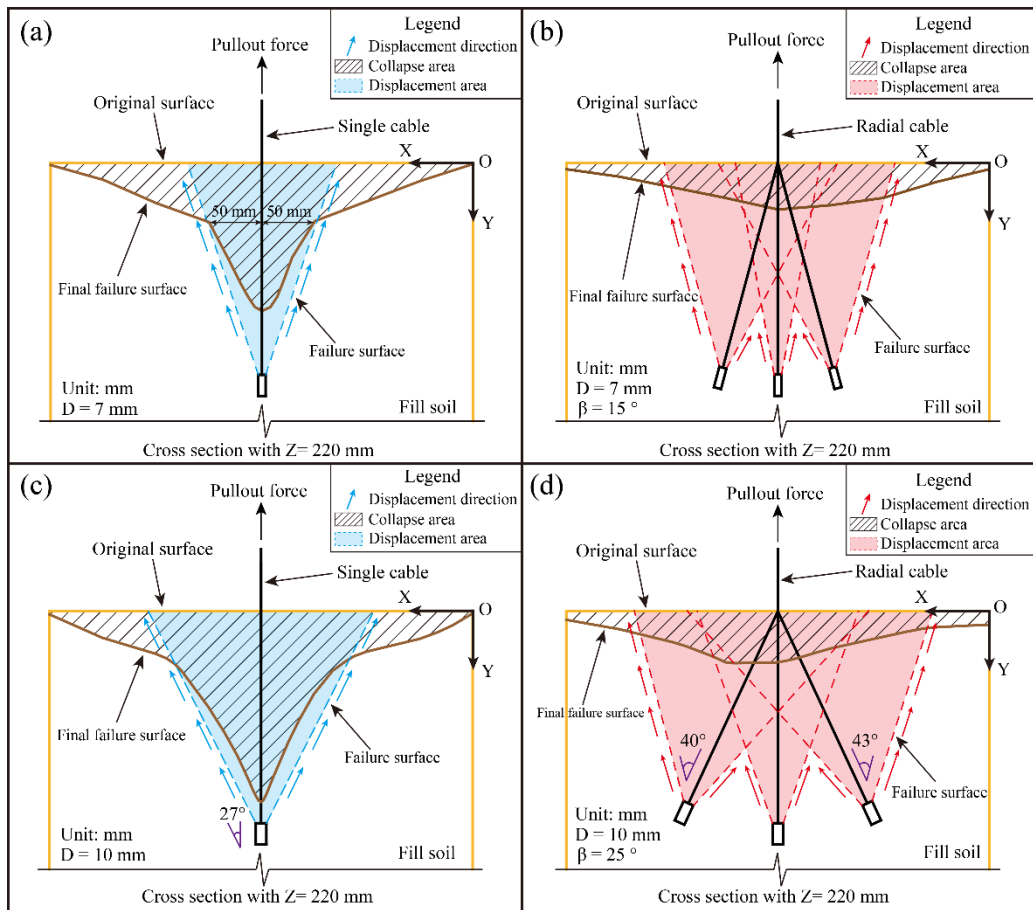 (a)
Legend
Displacement direction
Collapse area
Displacement area
Pullout force
Original surface
Single cable
X
O
50 mm 50 mm
Y
Final failure surface
Failure surface
Unit: mm
D = 7 mm
Fill soil
Cross section with Z= 220 mm
(b)
Legend
Displacement direction
Collapse area
Displacement area
Pullout force
Original surface
Radial cable
X
O
Y
Final failure surface
Failure surface
Unit: mm
D = 7 mm
β = 15 °
Fill soil
Cross section with Z= 220 mm
(c)
Legend
Displacement direction
Collapse area
Displacement area
Pullout force
Original surface
Single cable
X
O
Y
Final failure surface
Failure surface
27°
Unit: mm
D = 10 mm
Fill soil
Cross section with Z= 220 mm
(d)
Legend
Displacement direction
Collapse area
Displacement area
Pullout force
Original surface
Radial cable
X
O
Y
Final failure surface
40°
43°
Failure surface
Unit: mm
D = 10 mm
β = 25 °
Fill soil
Cross section with Z= 220 mm